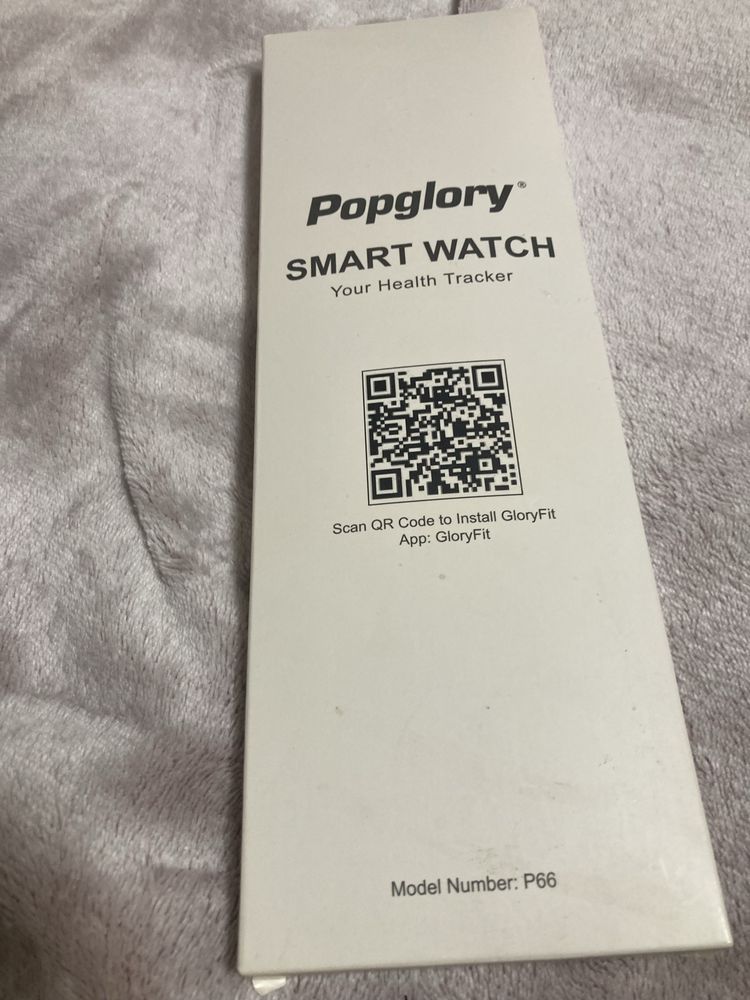 Popglory®
SMART WATCH
Your Health Tracker
Scan QR Code to Install GloryFit
App: GloryFit
Model Number: P66